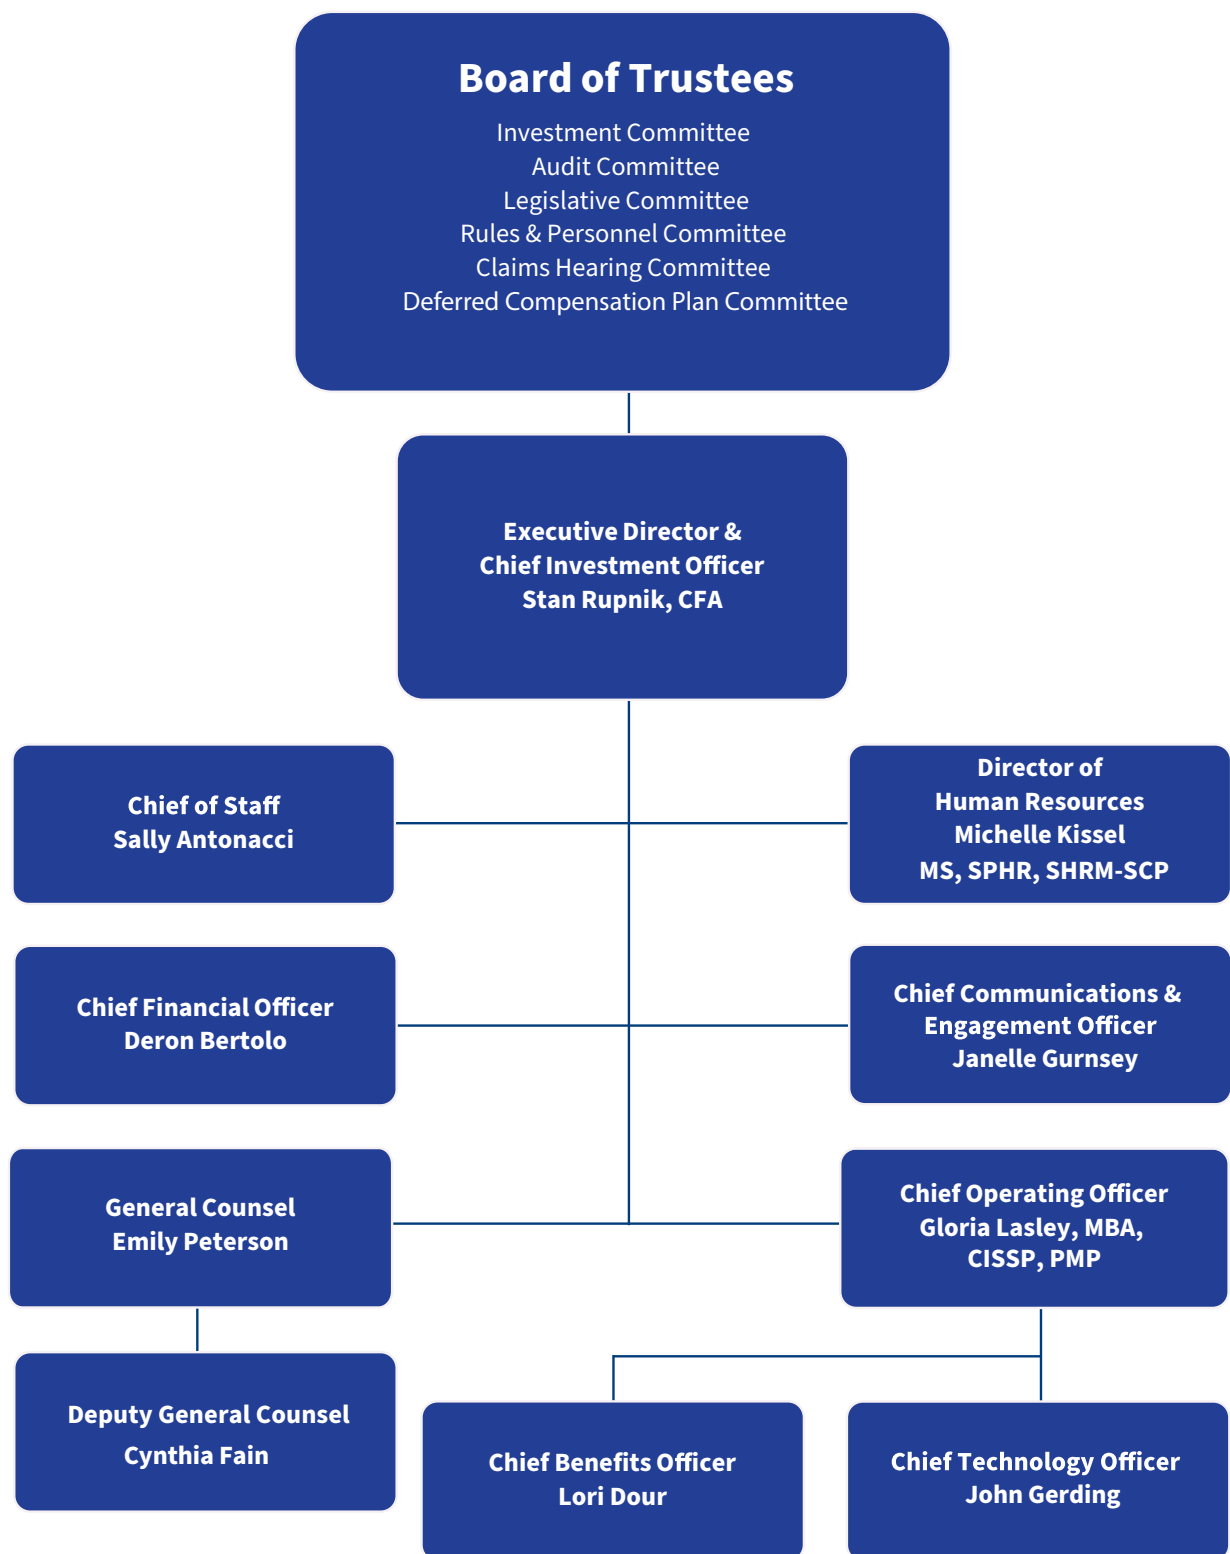 Board of Trustees
Investment Committee
Audit Committee
Legislative Committee
Rules & Personnel Committee
Claims Hearing Committee
Deferred Compensation Plan Committee
Executive Director &
Chief Investment Officer
Stan Rupnik, CFA
Chief of Staff
Sally Antonacci
Director of
Human Resources
Michelle Kissel
MS, SPHR, SHRM-SCP
Chief Financial Officer
Deron Bertolo
Chief Communications &
Engagement Officer
Janelle Gurnsey
General Counsel
Emily Peterson
Chief Operating Officer
Gloria Lasley, MBA,
CISSP, PMP
Deputy General Counsel
Cynthia Fain
Chief Benefits Officer
Lori Dour
Chief Technology Officer
John Gerding